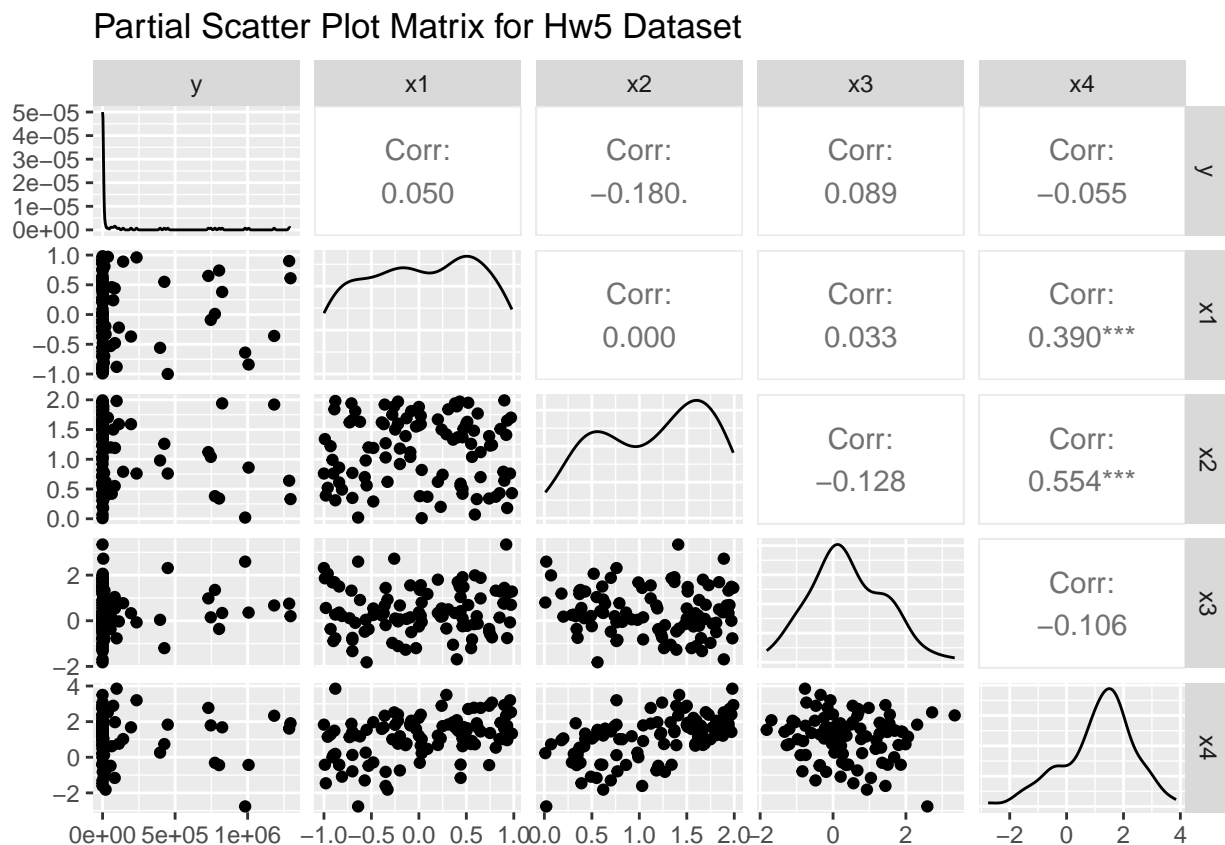 Partial Scatter Plot Matrix for Hw5 Dataset
y x1 x2 x3 x4
5e−05
4e−05
3e−05
2e−05
1e−05
0e+00
Corr:
0.050
Corr:
−0.180.
Corr:
0.089
Corr:
−0.055
y
1.0
0.5
0.0
−0.5
−1.0
Corr:
0.000
Corr:
0.033
Corr:
0.390***
x1
2.0
1.5
1.0
0.5
0.0
Corr:
−0.128
Corr:
0.554***
x2
2
0
−2
Corr:
−0.106
x3
4
2
0
−2
x4
0e+00 5e+05 1e+06
−1.0 −0.5 0.0 0.5 1.0
0.0 0.5 1.0 1.5 2.0
−2 0 2
−2 0 2 4